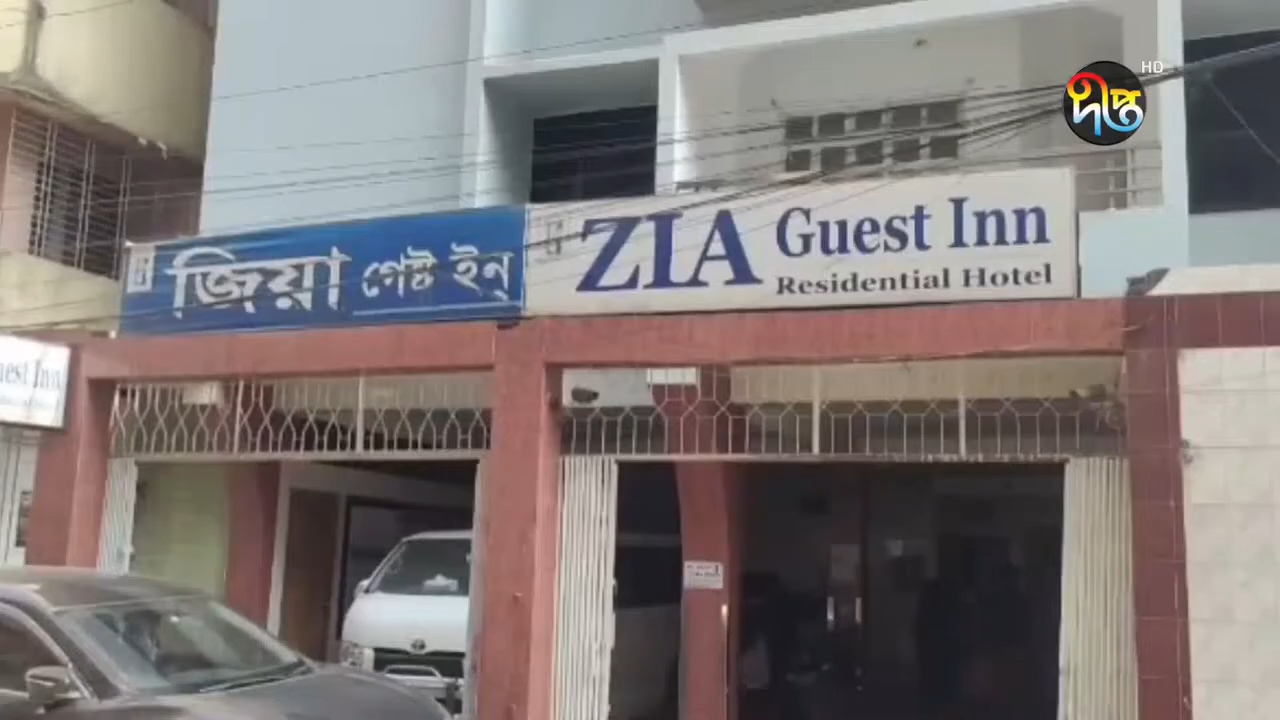 HD
দীপ্ত
জিয়া গেষ্ট ইন্
ZIA Guest Inn
Residential Hotel
uest Inn